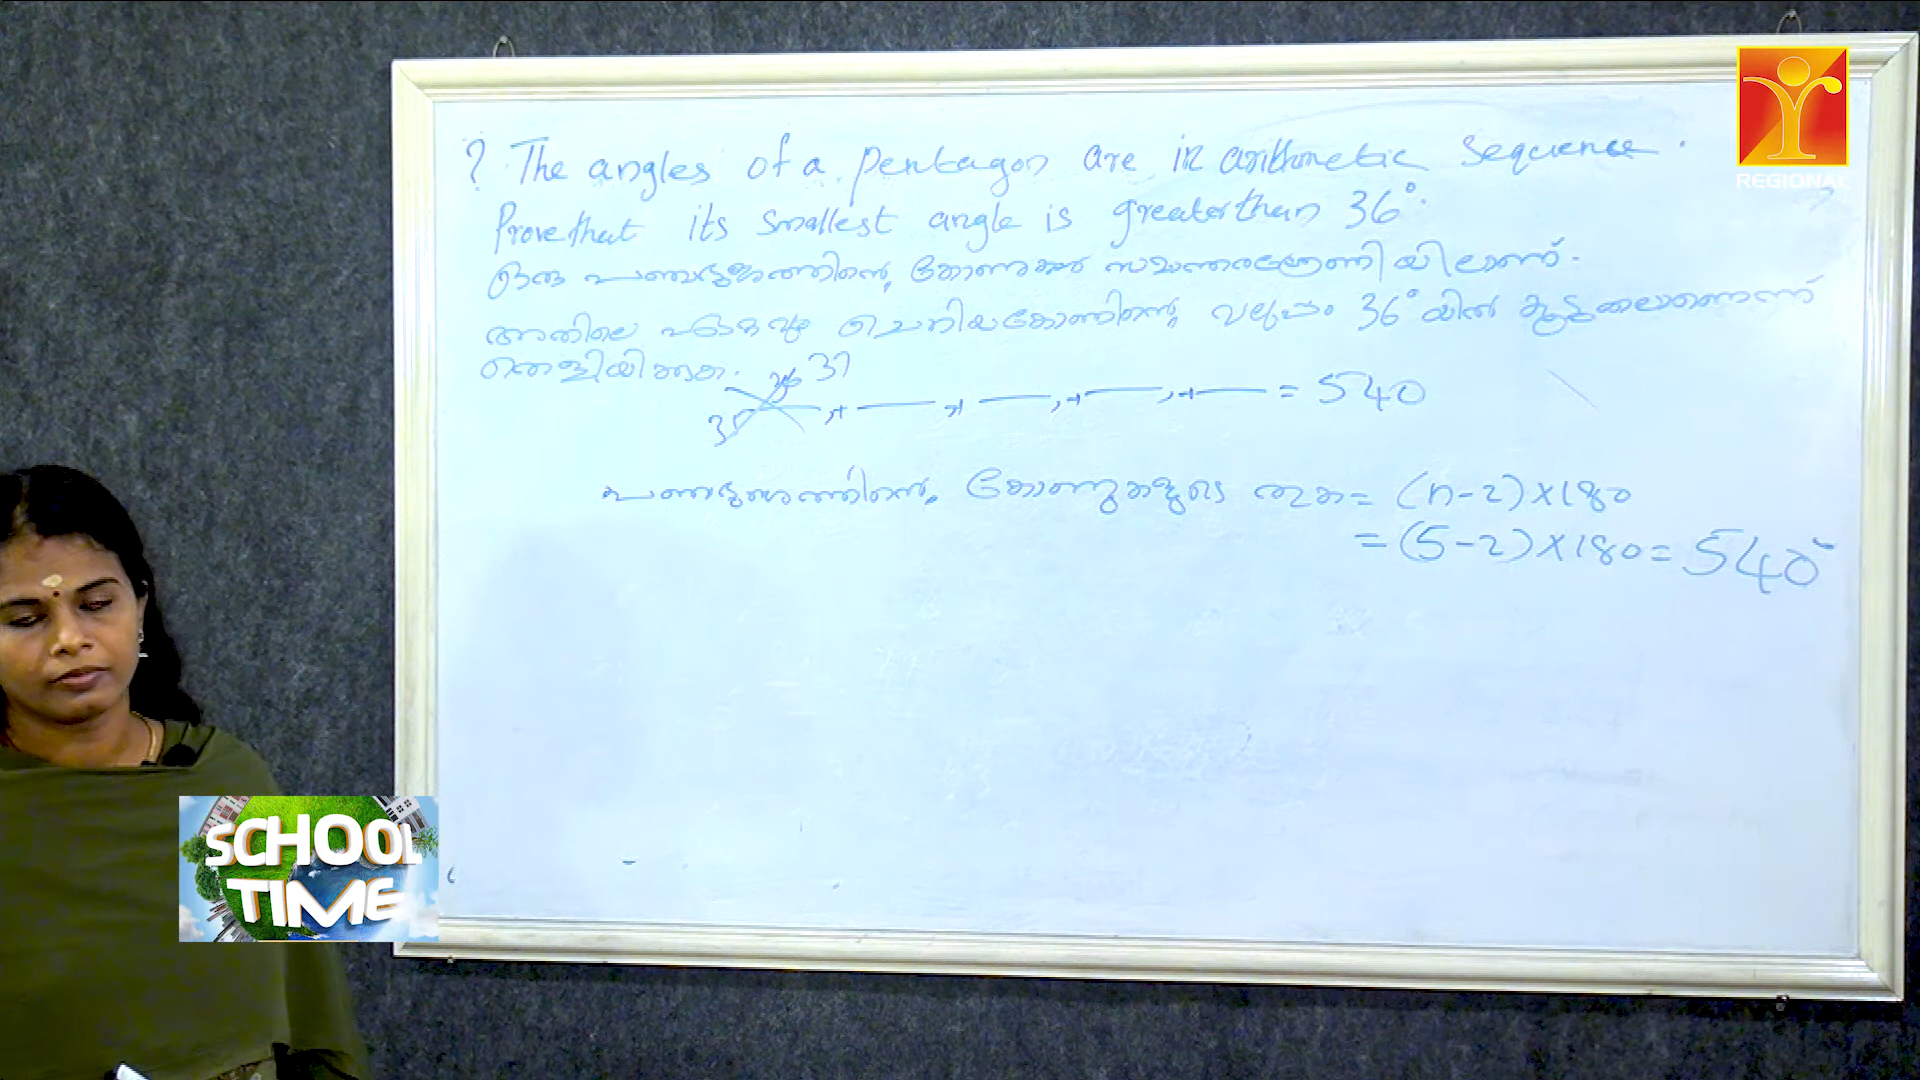 ? The angles of a pentagon are in arithmetic sequence.
Prove that its smallest angle is greater than 36°.
ഒരു പഞ്ചഭുജത്തിന്റെ കോണുകൾ സമാന്തരശ്രേണിയിലാണ്.
അതിലെ ഏറ്റവും ചെറിയകോണിന്റെ വലുപ്പം 36° യിൽ കൂടുതലാണെന്ന്
തെളിയിക്കുക. 36 37
35 , + , + , + , + = 540
പഞ്ചഭുജത്തിന്റെ കോണുകളുടെ തുക = (n-2)×180
= (5-2)×180 = 540°
REGIONAL
SCHOOL
TIME